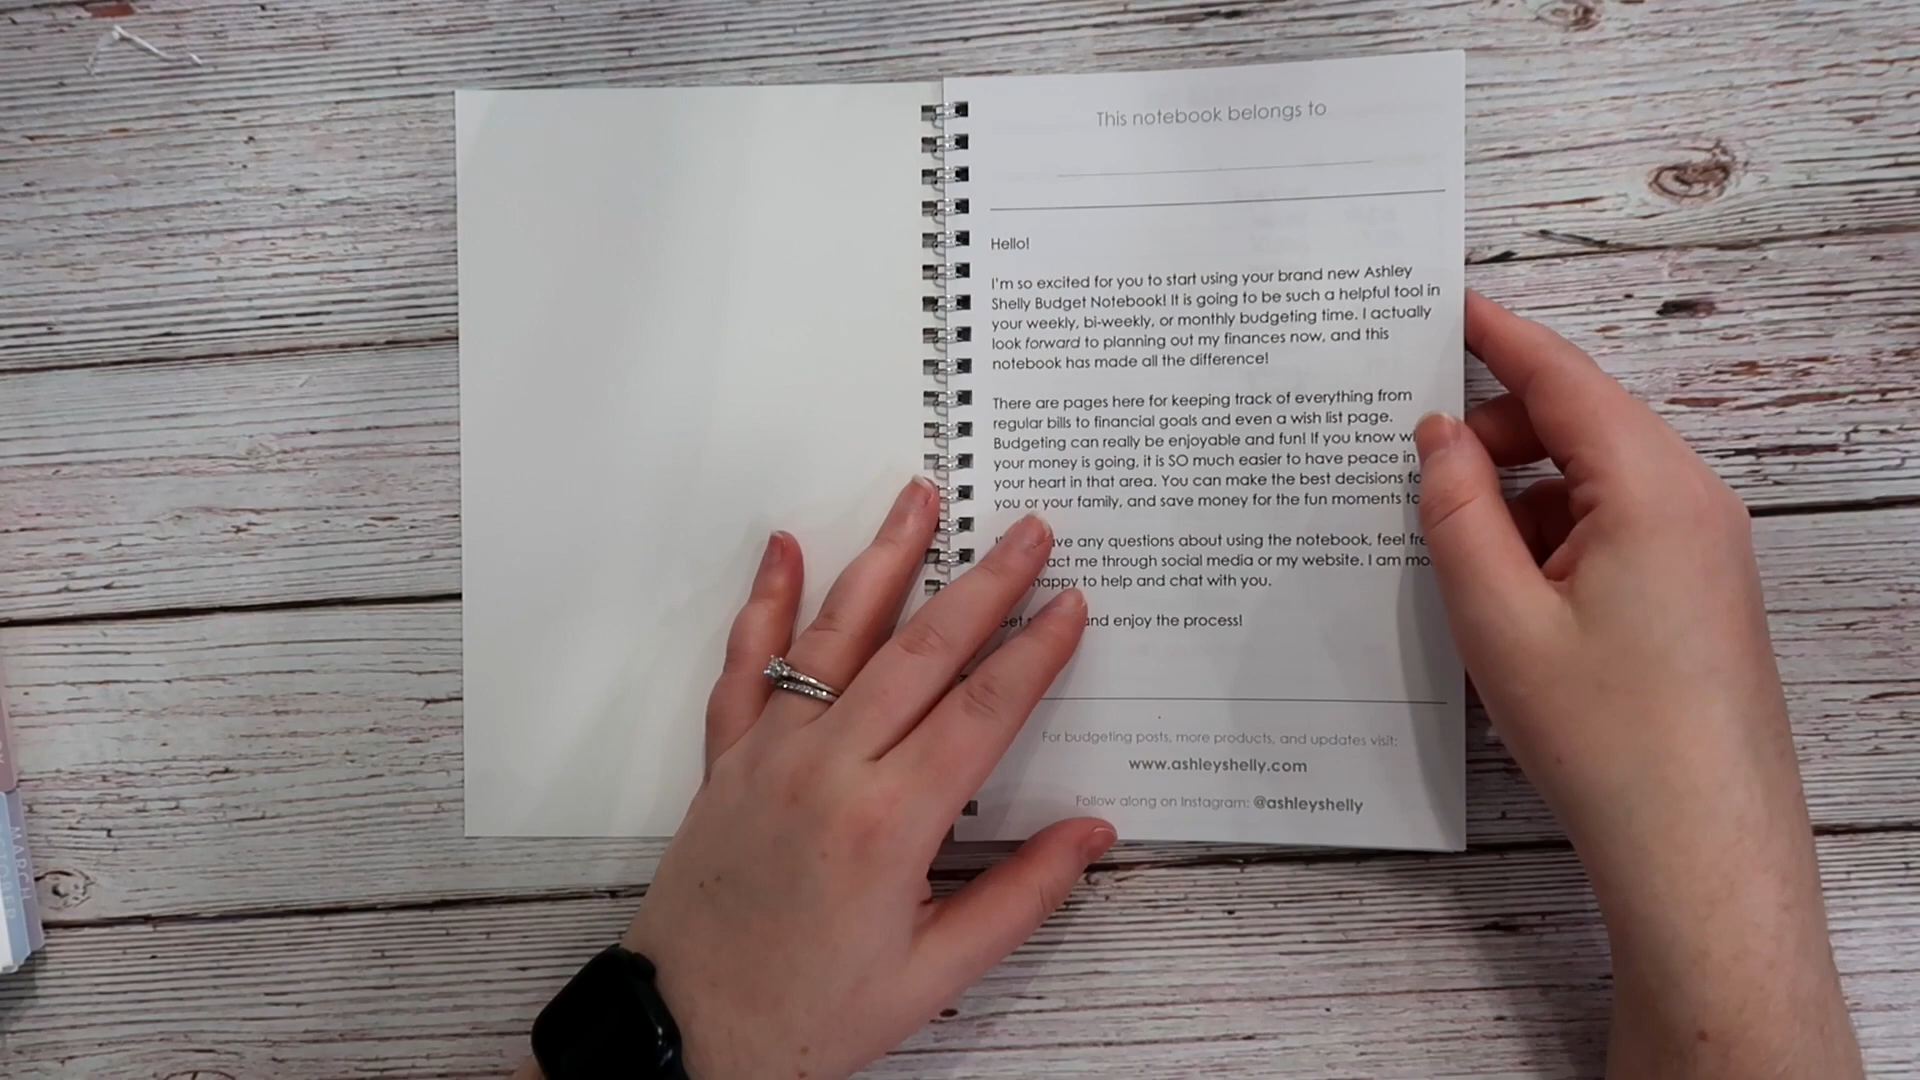 This notebook belongs to
Hello!
I'm so excited for you to start using your brand new Ashley
Shelly Budget Notebook! It is going to be such a helpful tool in
your weekly, bi-weekly, or monthly budgeting time. I actually
look forward to planning out my finances now, and this
notebook has made all the difference!
There are pages here for keeping track of everything from
regular bills to financial goals and even a wish list page.
Budgeting can really be enjoyable and fun! If you know
your money is going, it is SO much easier to have peace in
your heart in that area. You can make the best decisions
you or your family, and save money for the fun moments
any questions about using the notebook, feel
me through social media or my website. I am
happy to help and chat with you.
and enjoy the process!
For budgeting posts, more products, and updates visit:
www.ashleyshelly.com
Follow along on Instagram: @ashleyshelly
MARCH